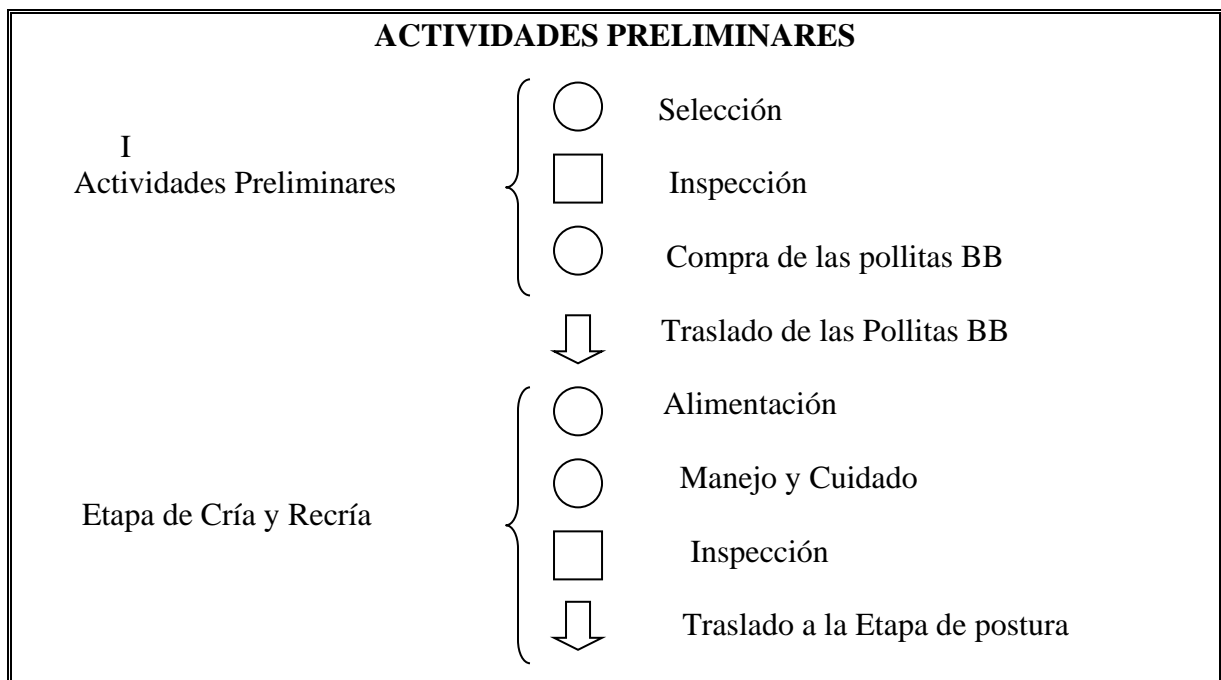 ACTIVIDADES PRELIMINARES
Selección
I
Actividades Preliminares
Inspección
Compra de las pollitas BB
Traslado de las Pollitas BB
Alimentación
Manejo y Cuidado
Etapa de Cría y Recría
Inspección
Traslado a la Etapa de postura